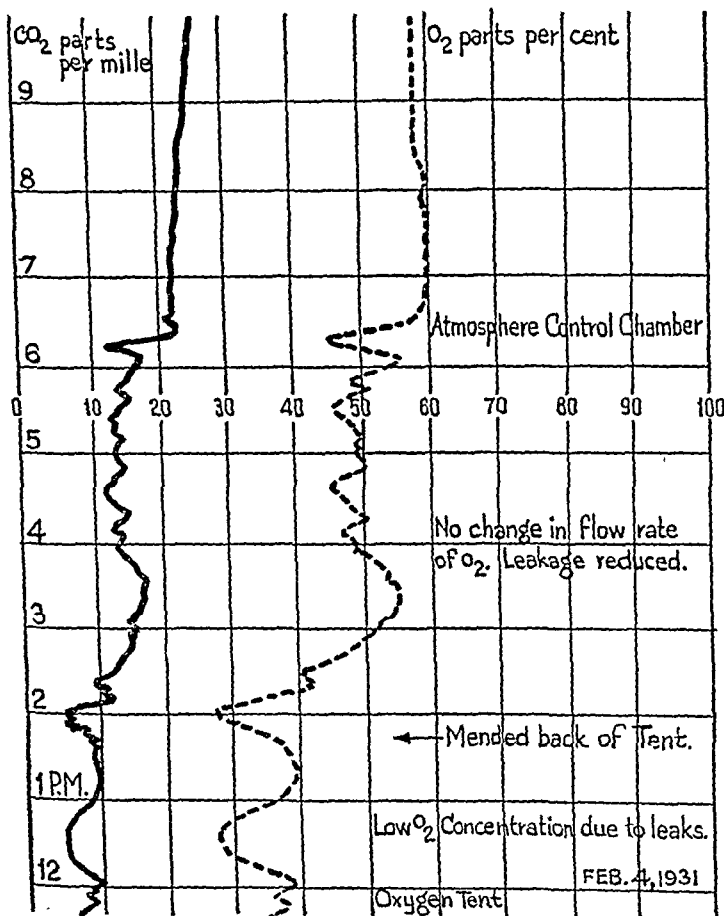 CO₂ parts
per mille
O₂ parts per cent
9
8
7
Atmosphere Control Chamber
6
0 10 20 30 40 50 60 70 80 90 100
5
4
No change in flow rate
of O₂. Leakage reduced.
3
2
Mended back of Tent.
1 P.M.
Low O₂ Concentration due to leaks.
12
FEB. 4, 1931
Oxygen Tent